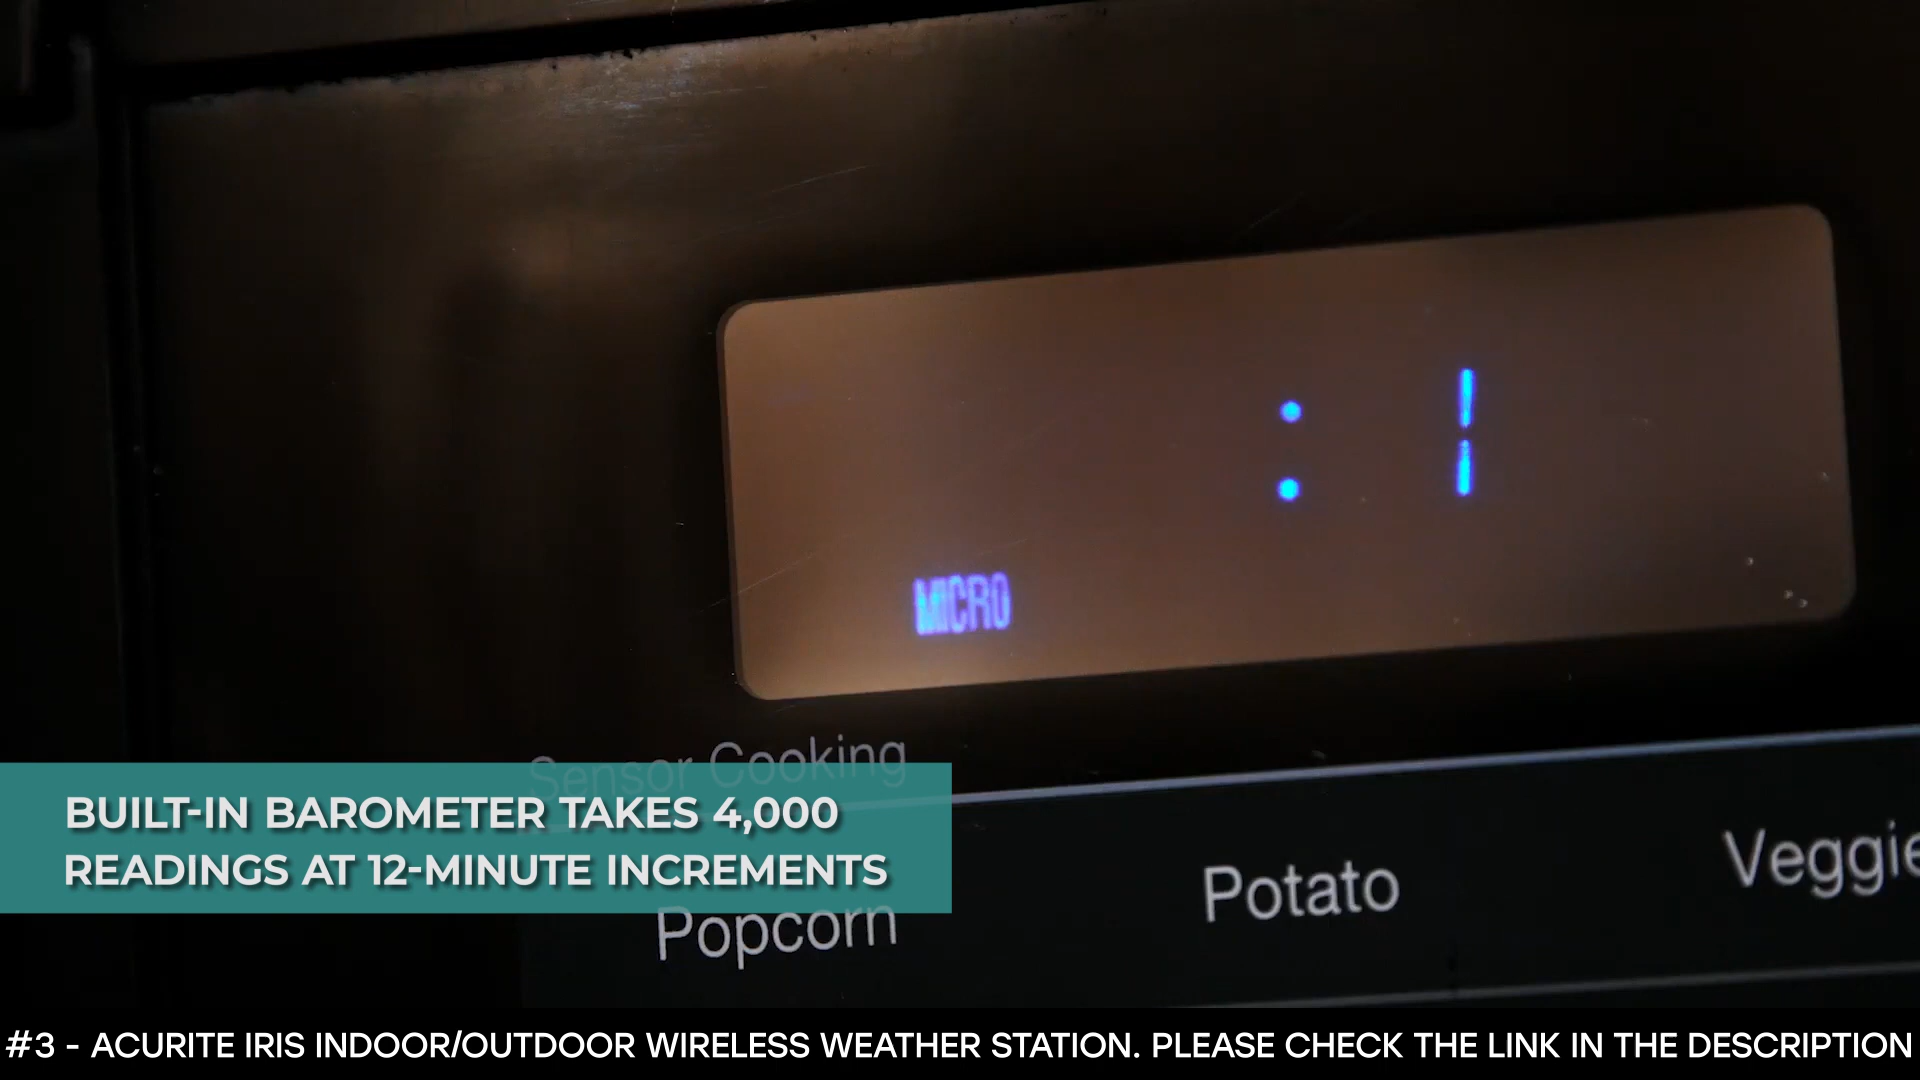 : 1
MICRO
Sensor Cooking
BUILT-IN BAROMETER TAKES 4,000
READINGS AT 12-MINUTE INCREMENTS
Popcorn
Potato
Veggie
#3 - ACURITE IRIS INDOOR/OUTDOOR WIRELESS WEATHER STATION. PLEASE CHECK THE LINK IN THE DESCRIPTION